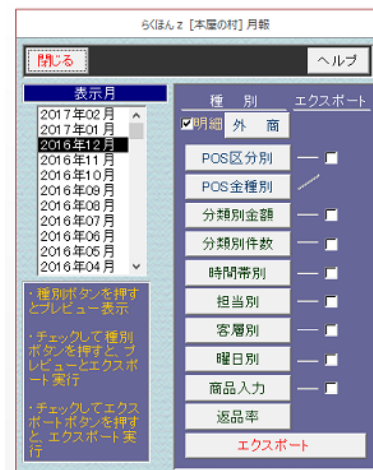 らくほんz [本屋の村] 月報
閉じる
ヘルプ
表示月
2017年02月
2017年01月
2016年12月
2016年11月
2016年10月
2016年09月
2016年08月
2016年07月
2016年06月
2016年05月
2016年04月
・種別ボタンを押す
とプレビュー表示
・チェックして種別
ボタンを押すと、プ
レビューとエクスポ
ート実行
・チェックしてエクス
ポートボタンを押す
と、エクスポート実
行
種 別 エクスポート
明細 外 商
POS区分別
POS金種別
分類別金額
分類別件数
時間帯別
担当別
客層別
曜日別
商品入力
返品率
エクスポート